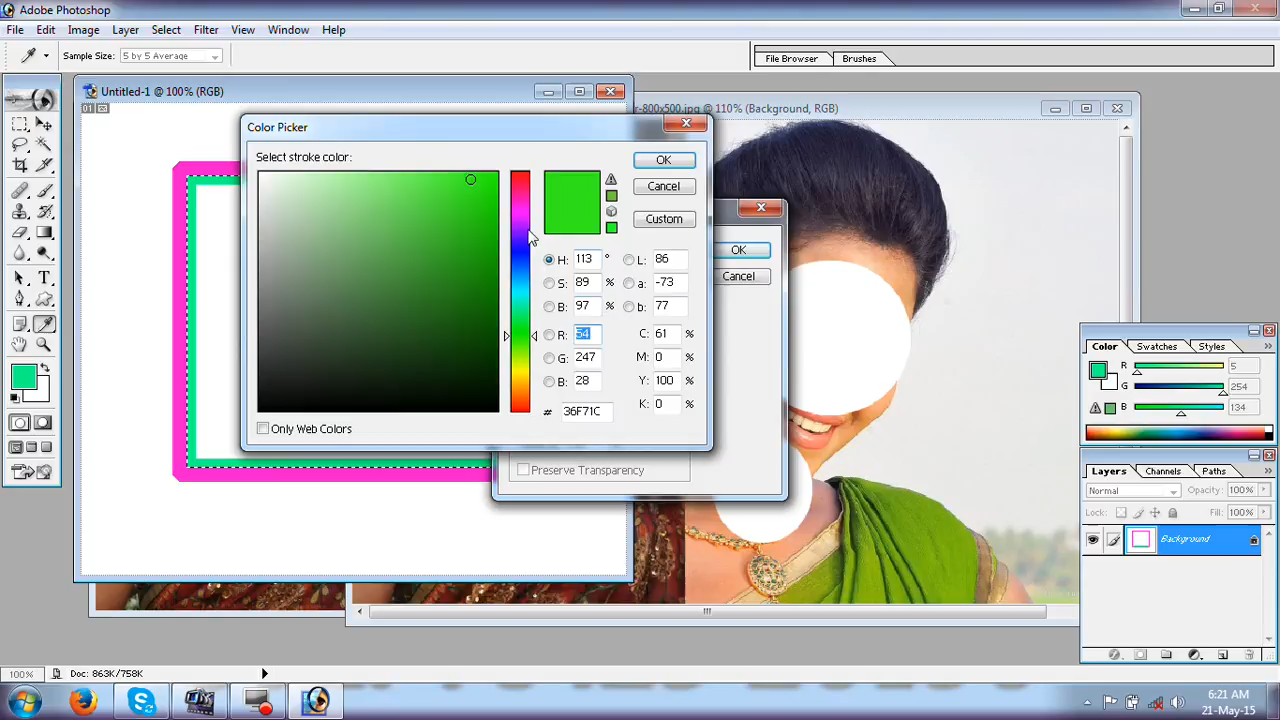 Adobe Photoshop
File Edit Image Layer Select Filter View Window Help
Sample Size: 5 by 5 Average
File Browser Brushes
Untitled-1 @ 100% (RGB)
r-800x500.jpg @ 110% (Background, RGB)
01
Color Picker
Select stroke color:
OK
Cancel
Custom
H: 113 °
L: 86
S: 89 %
a: -73
B: 97 %
b: 77
R: 54
C: 61 %
G: 247
M: 0 %
B: 28
Y: 100 %
# 36F71C
K: 0 %
Only Web Colors
OK
Cancel
Preserve Transparency
Color Swatches Styles
R 5
G 254
B 134
Layers Channels Paths
Normal Opacity: 100%
Lock: Fill: 100%
Background
100% Doc: 863K/758K
6:21 AM
21-May-15